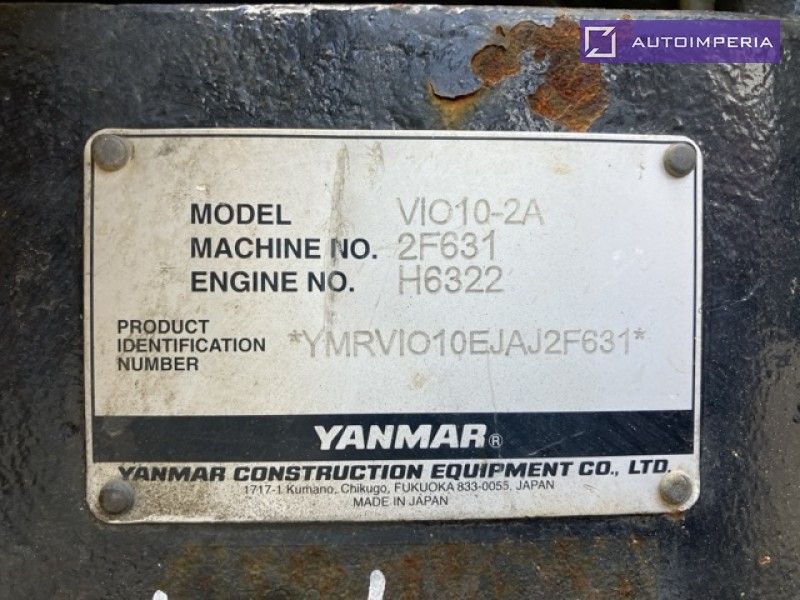 AUTOIMPERIA
MODEL VIO10-2A
MACHINE NO. 2F631
ENGINE NO. H6322
PRODUCT
IDENTIFICATION *YMRVIO10EJAJ2F631*
NUMBER
YANMAR®
YANMAR CONSTRUCTION EQUIPMENT CO., LTD.
1717-1 Kumano, Chikugo, FUKUOKA 833-0055, JAPAN
MADE IN JAPAN